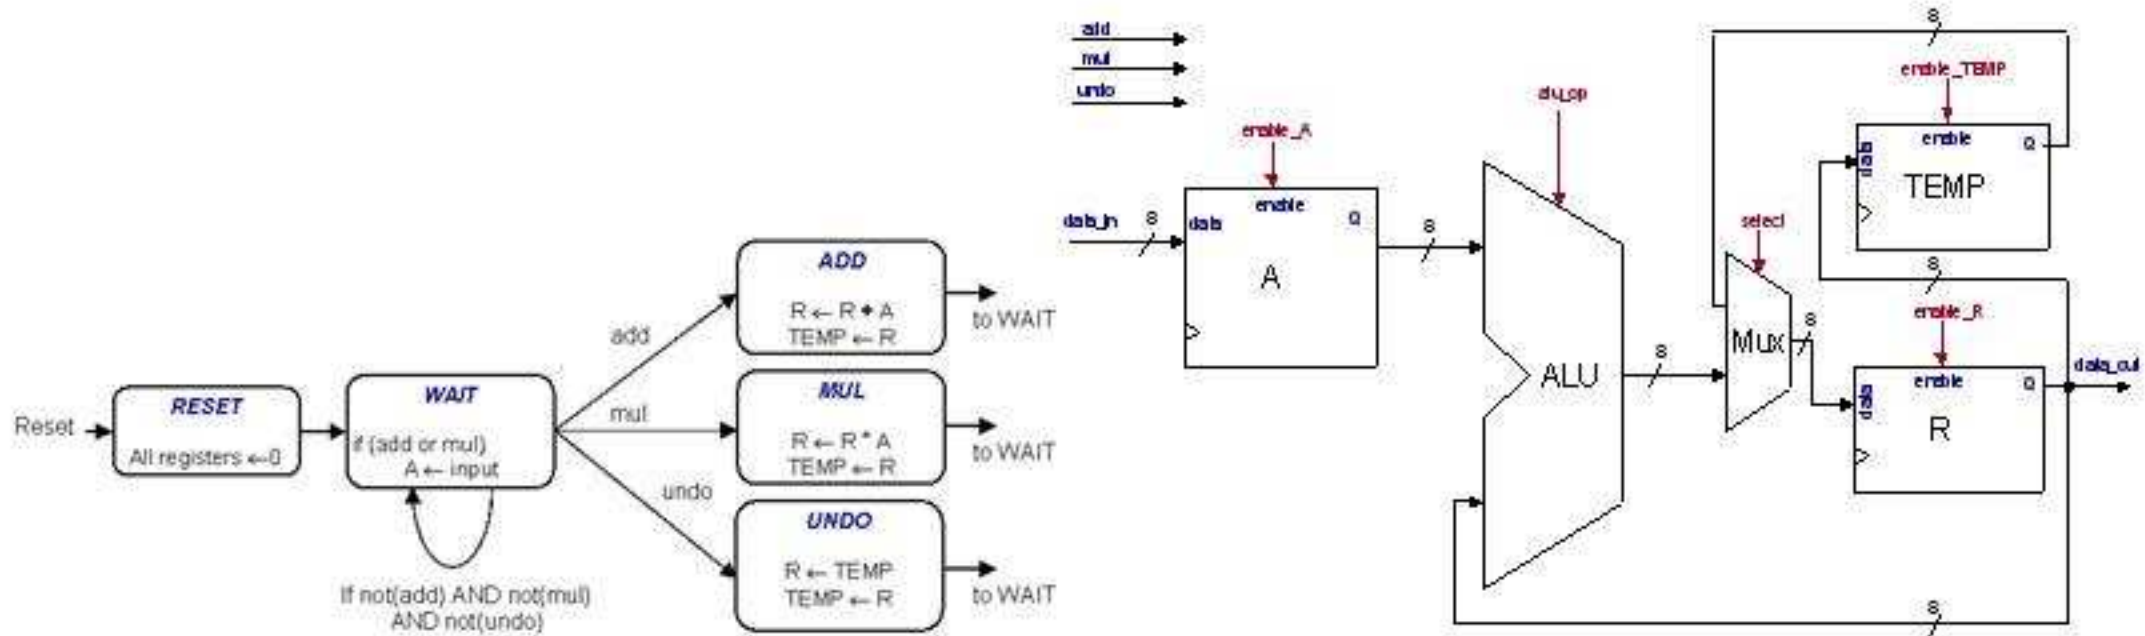 Reset
RESET
All registers ←0
WAIT
if (add or mul)
A ← input
If not(add) AND not(mul)
AND not(undo)
add
mul
undo
ADD
R ← R + A
TEMP ← R
to WAIT
MUL
R ← R * A
TEMP ← R
to WAIT
UNDO
R ← TEMP
TEMP ← R
to WAIT
add
mul
undo
data_in
8
enable_A
enable
data
Q
A
8
alu_op
ALU
8
select
Mux
8
8
enable_TEMP
enable
data
Q
TEMP
8
enable_R
enable
data
Q
R
data_out
8